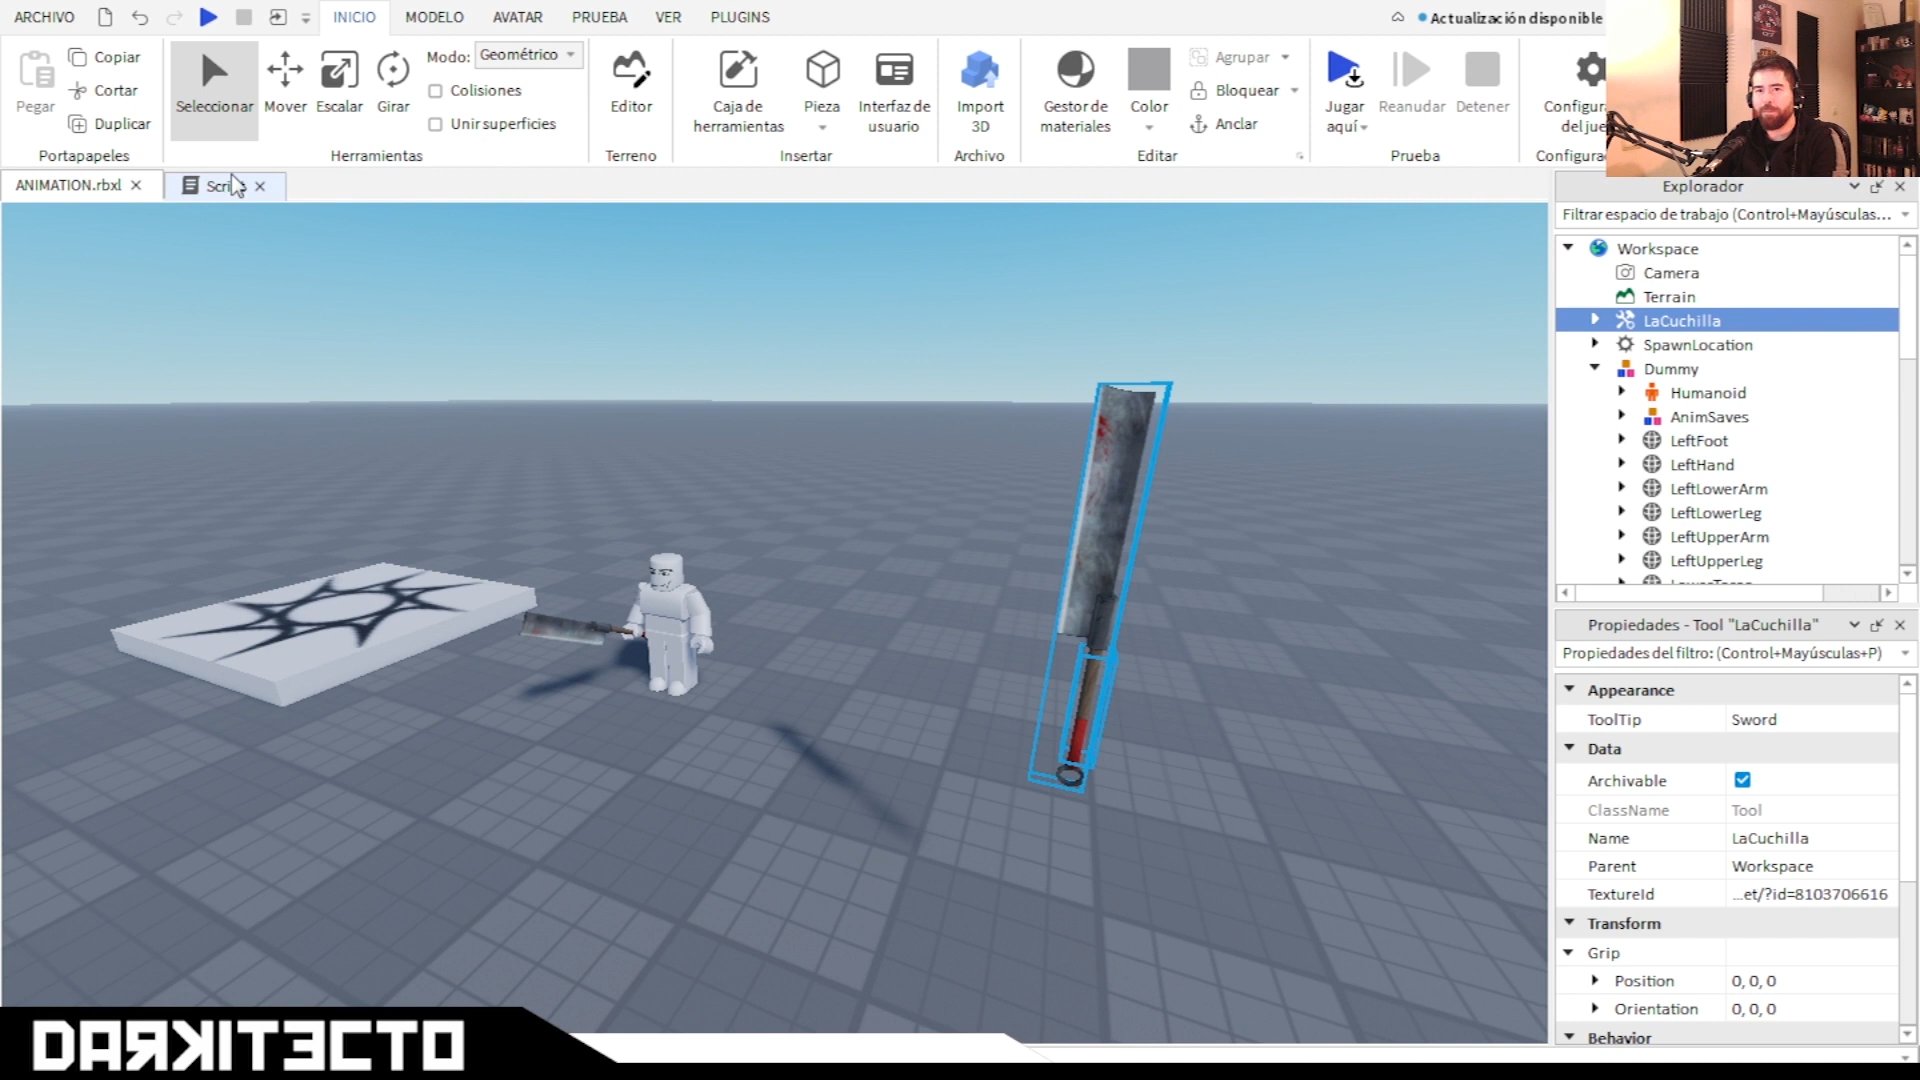 ARCHIVO
INICIO
MODELO
AVATAR
PRUEBA
VER
PLUGINS
Actualización disponible
Pegar
Copiar
Cortar
Duplicar
Portapapeles
Seleccionar
Mover
Escalar
Girar
Modo:
Geométrico
Colisiones
Unir superficies
Herramientas
Editor
Terreno
Caja de
herramientas
Pieza
Interfaz de
usuario
Insertar
Import
3D
Archivo
Gestor de
materiales
Color
Agrupar
Bloquear
Anclar
Editar
Jugar
aquí
Reanudar
Detener
Prueba
Configura
del jue
Configura
ANIMATION.rbxl
Scri
Explorador
Filtrar espacio de trabajo (Control+Mayúsculas...
Workspace
Camera
Terrain
LaCuchilla
SpawnLocation
Dummy
Humanoid
AnimSaves
LeftFoot
LeftHand
LeftLowerArm
LeftLowerLeg
LeftUpperArm
LeftUpperLeg
Propiedades - Tool "LaCuchilla"
Propiedades del filtro: (Control+Mayúsculas+P)
Appearance
ToolTip Sword
Data
Archivable
ClassName Tool
Name LaCuchilla
Parent Workspace
TextureId ...et/?id=8103706616
Transform
Grip
Position 0, 0, 0
Orientation 0, 0, 0
Behavior
DARKITECTO